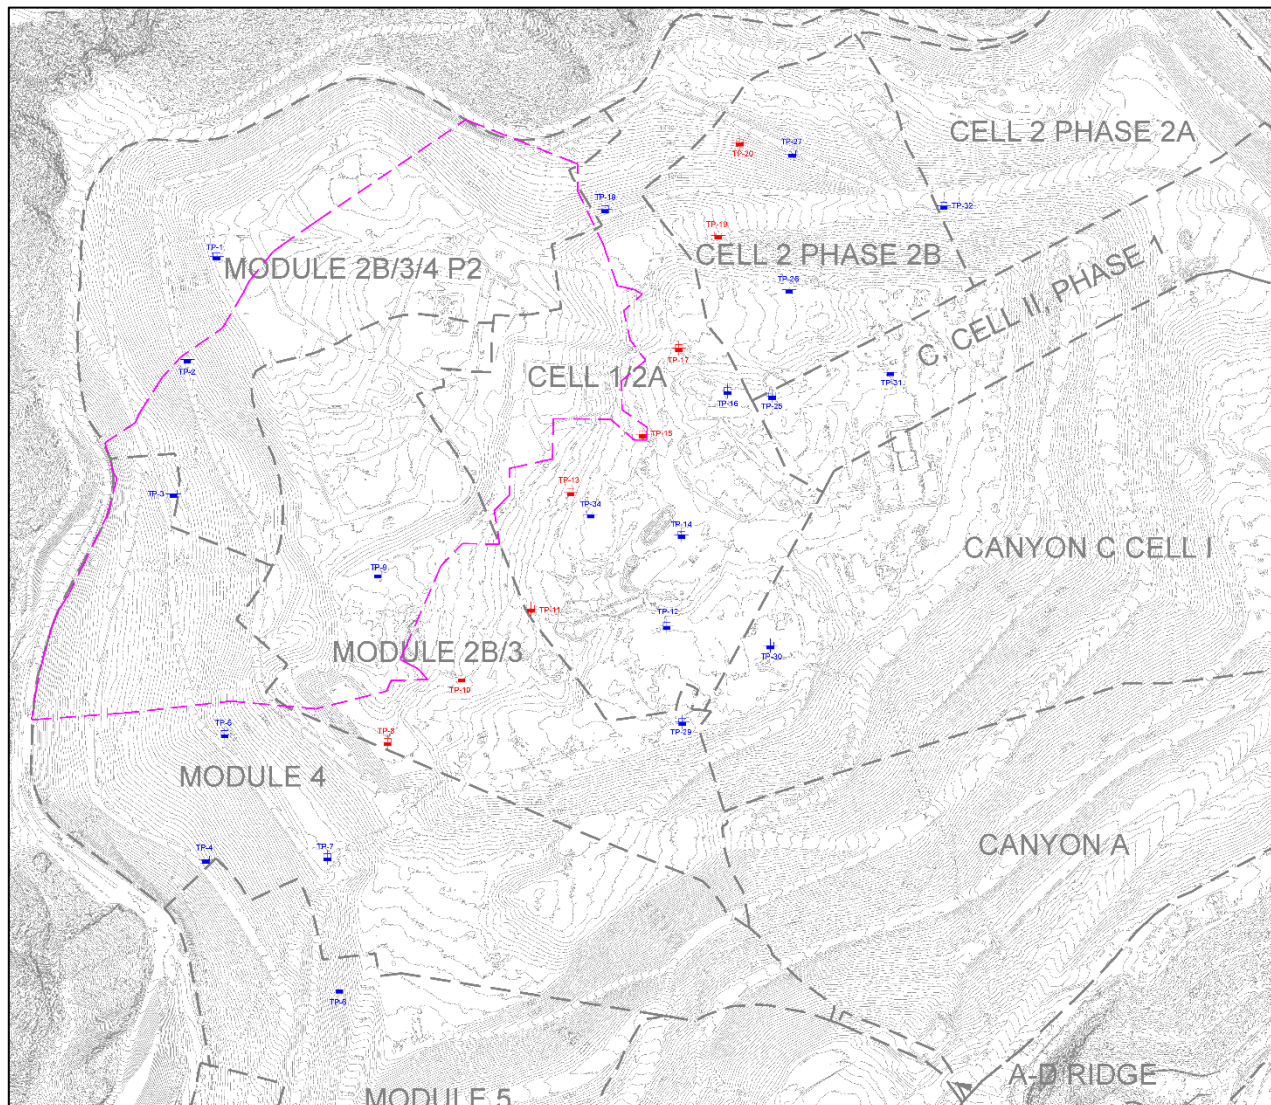 CELL 2 PHASE 2A
TP-20
TP-27
TP-18
TP-32
TP-19
TP-1
MODULE 2B/3/4 P2
CELL 2 PHASE 2B
TP-26
C, CELL II, PHASE 1
TP-2
TP-17
CELL 1/2A
TP-31
TP-16
TP-25
TP-15
TP-3
TP-13
TP-34
TP-14
CANYON C CELL I
TP-9
TP-11
TP-12
MODULE 2B/3
TP-30
TP-10
TP-6
TP-8
TP-29
MODULE 4
TP-4
TP-7
CANYON A
TP-6
A-D RIDGE
MODULE 5